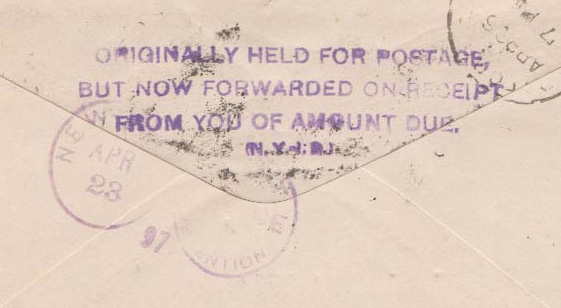 ORIGINALLY HELD FOR POSTAGE,
BUT NOW FORWARDED ON RECEIPT
FROM YOU OF AMOUNT DUE.
(N.Y.-I.D.)
APR
23
97